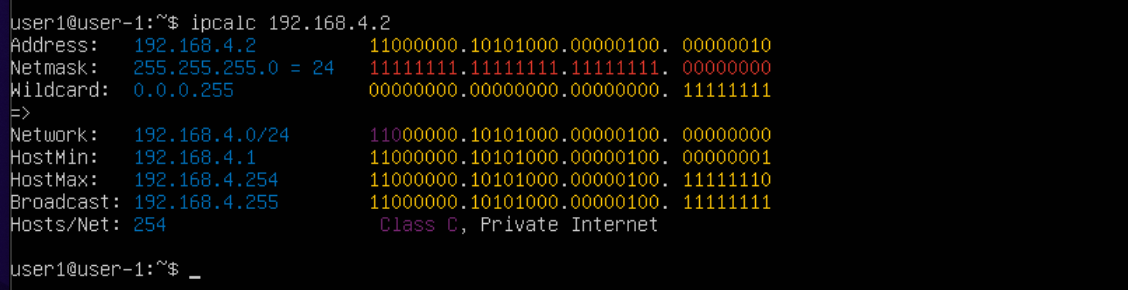 user1@user-1:~$ ipcalc 192.168.4.2
Address:   192.168.4.2          11000000.10101000.00000100. 00000010
Netmask:   255.255.255.0 = 24   11111111.11111111.11111111. 00000000
Wildcard:  0.0.0.255            00000000.00000000.00000000. 11111111
=>
Network:   192.168.4.0/24       11000000.10101000.00000100. 00000000
HostMin:   192.168.4.1          11000000.10101000.00000100. 00000001
HostMax:   192.168.4.254        11000000.10101000.00000100. 11111110
Broadcast: 192.168.4.255        11000000.10101000.00000100. 11111111
Hosts/Net: 254                   Class C, Private Internet
user1@user-1:~$ _